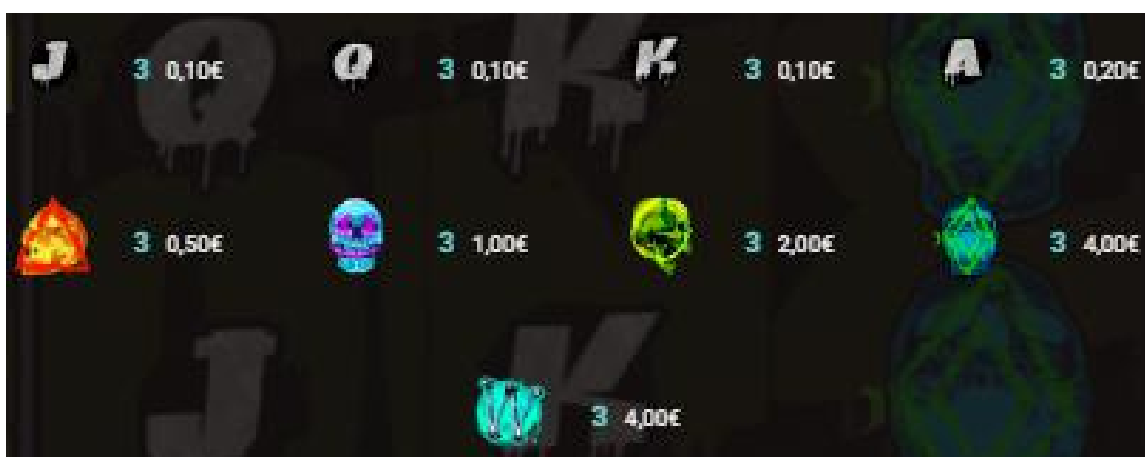 J 3 0,10€ Q 3 0,10€ K 3 0,10€ A 3 0,20€
3 0,50€ 3 1,00€ 3 2,00€ 3 4,00€
W 3 4,00€
Q K
J K